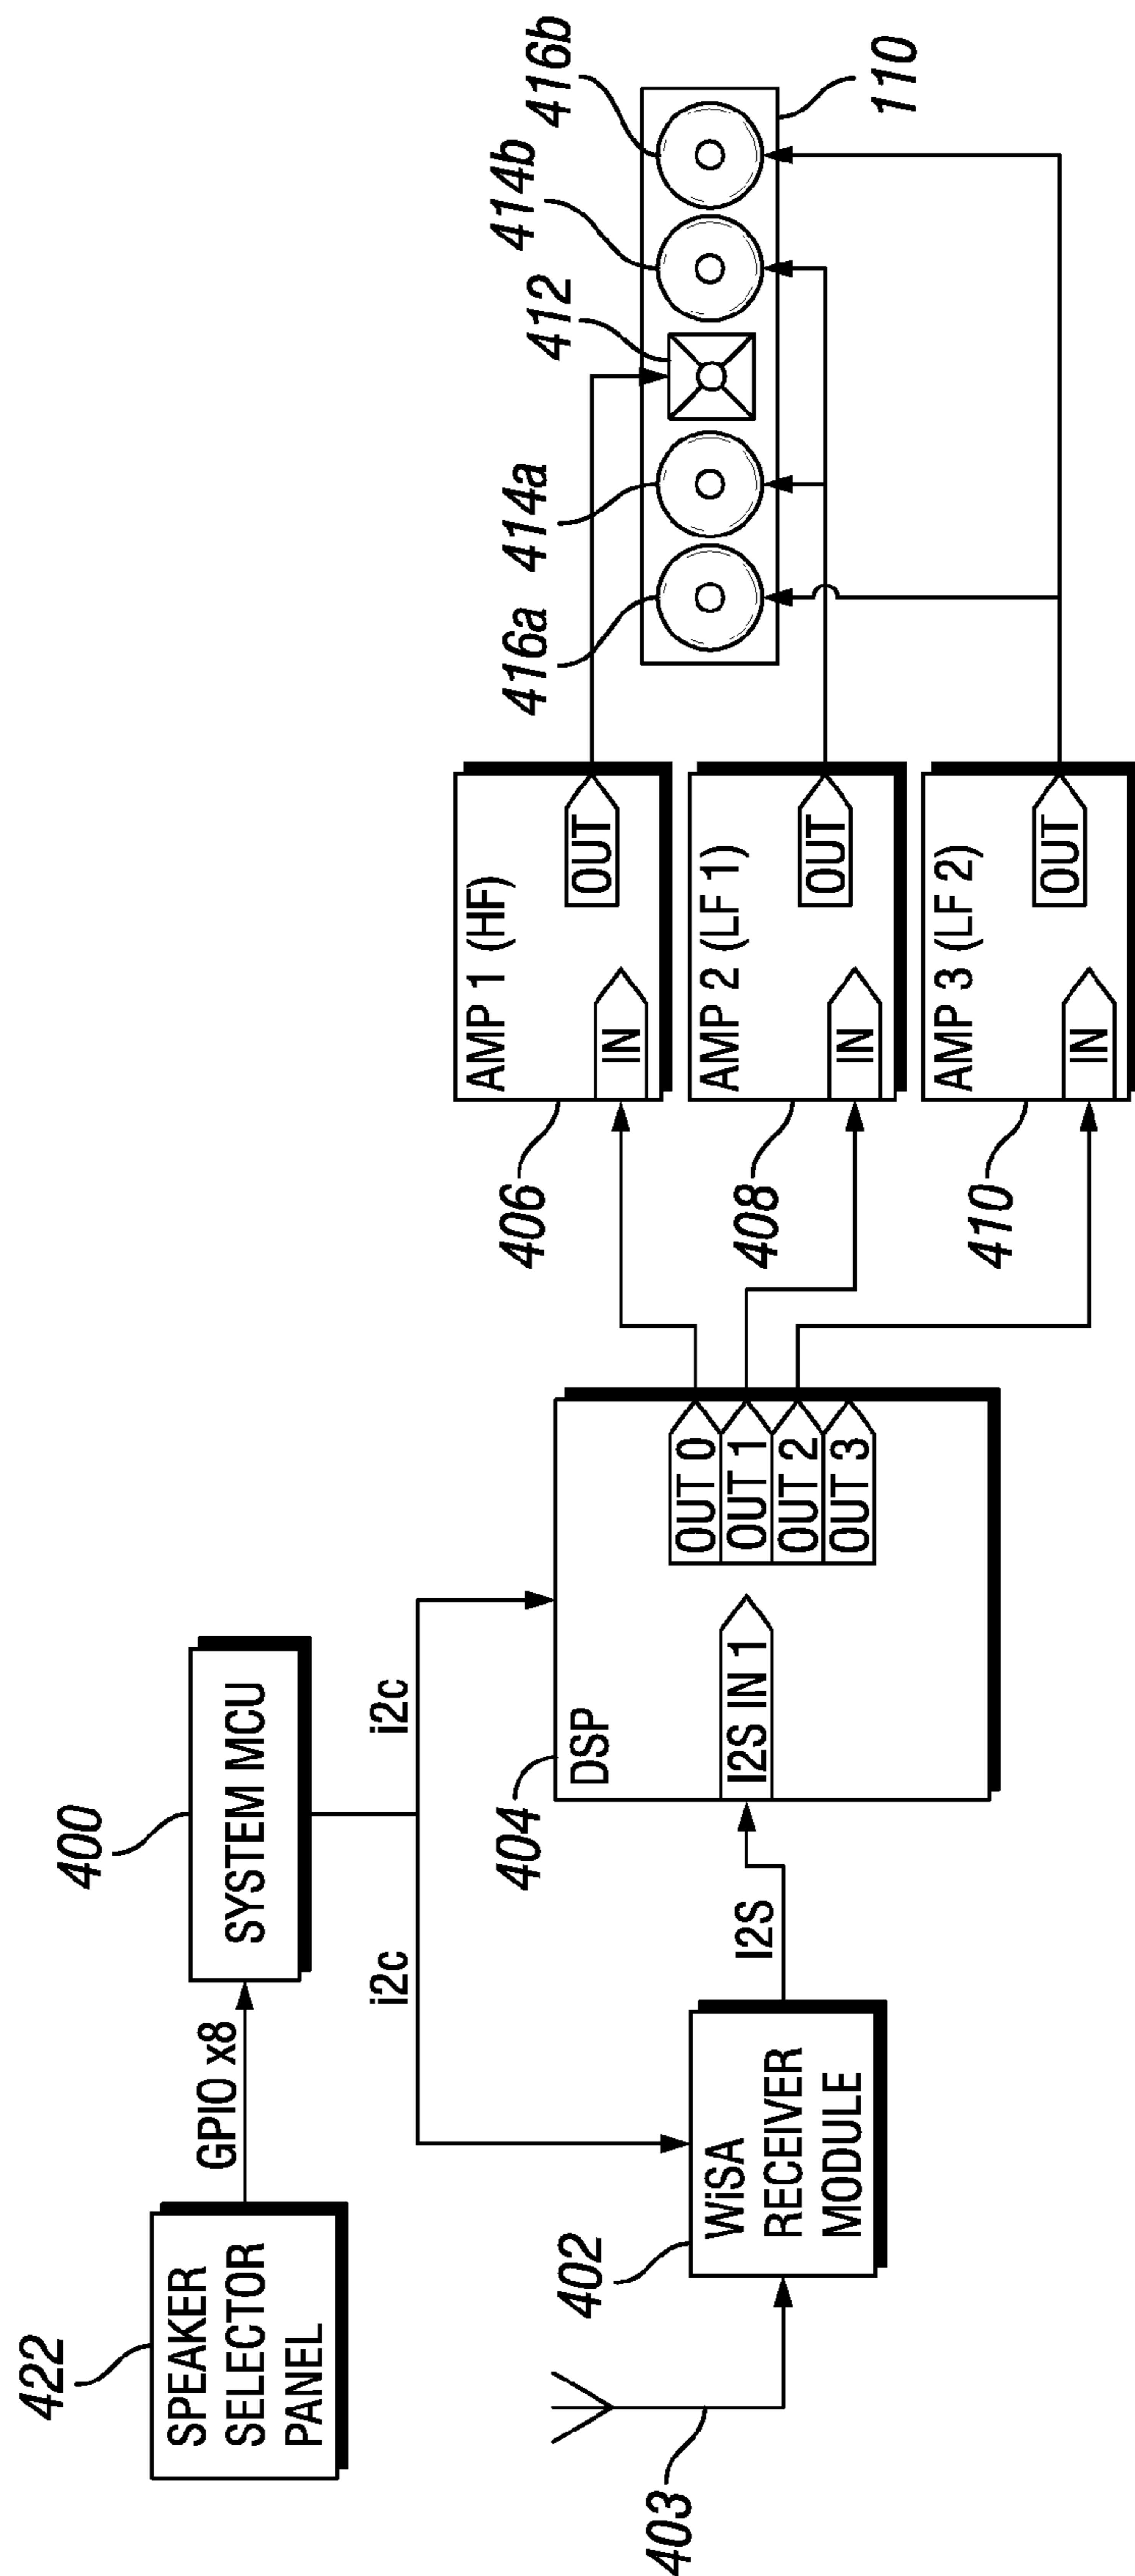 422
SPEAKER
SELECTOR
PANEL
GPIO x8
400
SYSTEM MCU
i2c
i2c
403
402
WiSA
RECEIVER
MODULE
I2S
404
DSP
I2S IN 1
OUT 0
OUT 1
OUT 2
OUT 3
406
AMP 1 (HF)
IN
OUT
408
AMP 2 (LF 1)
IN
OUT
410
AMP 3 (LF 2)
IN
OUT
416a
414a
412
414b
416b
110